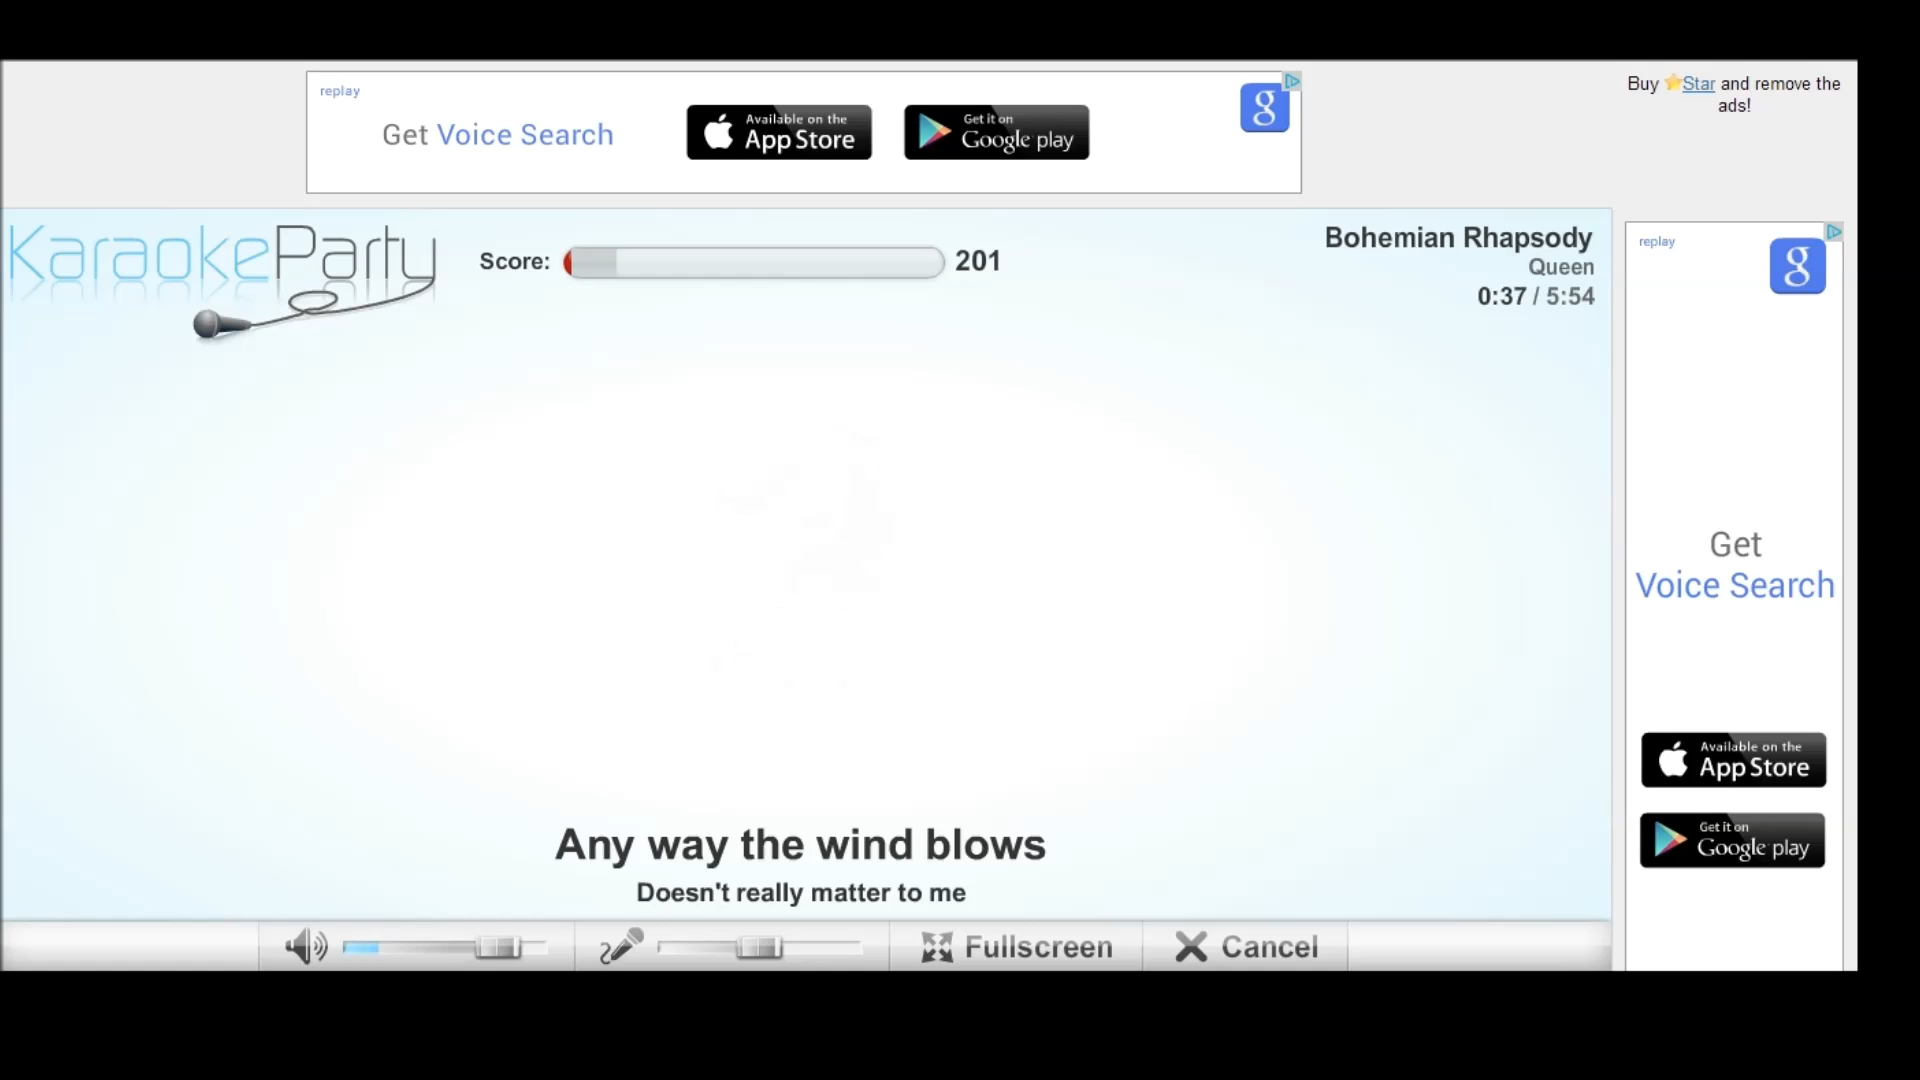 replay
Get Voice Search
Available on the
App Store
Get it on
Google play
g
Buy Star and remove the
ads!
KaraokeParty
Score:
201
Bohemian Rhapsody
Queen
0:37 / 5:54
replay
g
Get
Voice Search
Available on the
App Store
Get it on
Google play
Any way the wind blows
Doesn't really matter to me
Fullscreen
Cancel